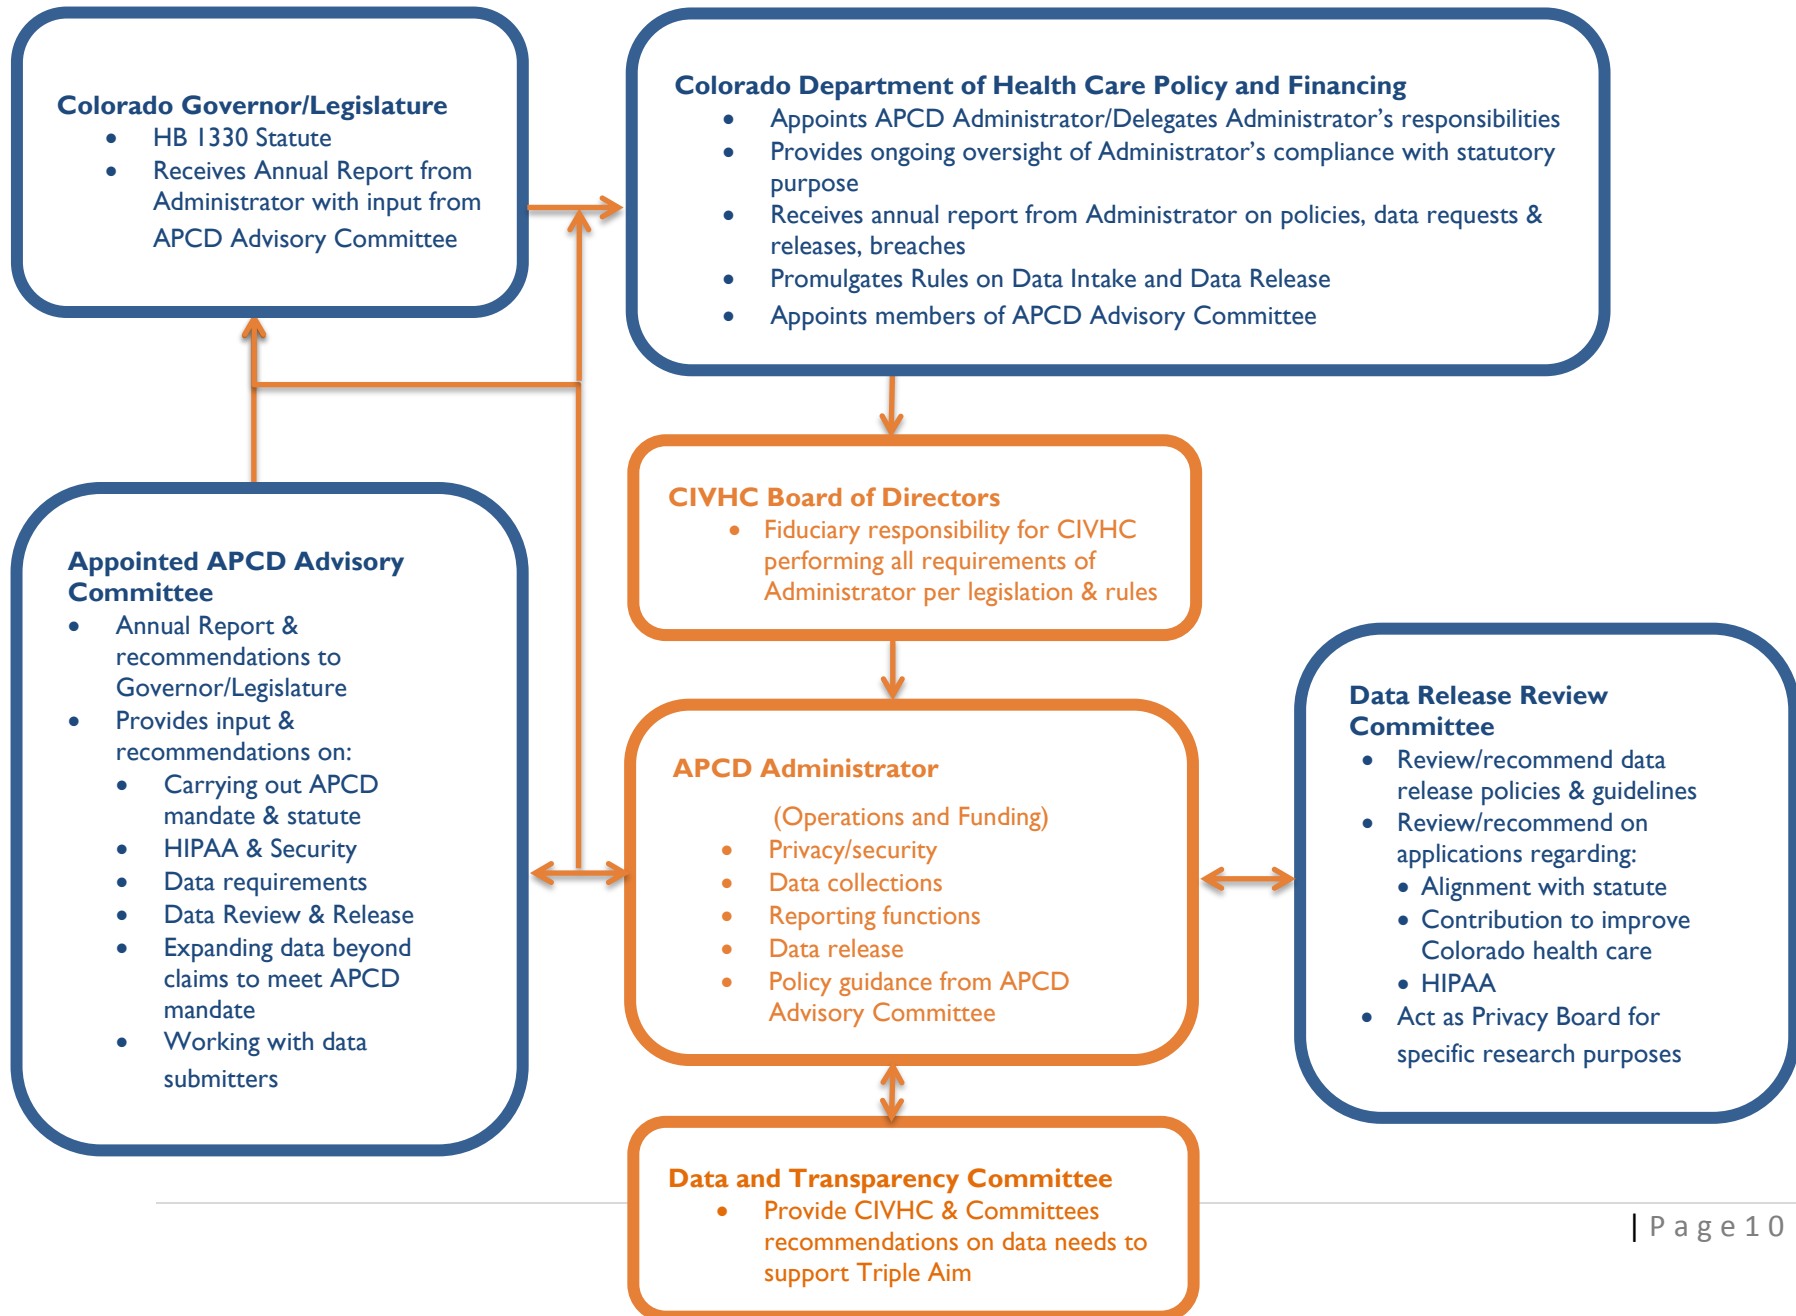 Colorado Governor/Legislature
• HB 1330 Statute
• Receives Annual Report from
Administrator with input from
APCD Advisory Committee
Colorado Department of Health Care Policy and Financing
• Appoints APCD Administrator/Delegates Administrator’s responsibilities
• Provides ongoing oversight of Administrator’s compliance with statutory
purpose
• Receives annual report from Administrator on policies, data requests &
releases, breaches
• Promulgates Rules on Data Intake and Data Release
• Appoints members of APCD Advisory Committee
CIVHC Board of Directors
• Fiduciary responsibility for CIVHC
performing all requirements of
Administrator per legislation & rules
Appointed APCD Advisory
Committee
• Annual Report &
recommendations to
Governor/Legislature
• Provides input &
recommendations on:
• Carrying out APCD
mandate & statute
• HIPAA & Security
• Data requirements
• Data Review & Release
• Expanding data beyond
claims to meet APCD
mandate
• Working with data
submitters
APCD Administrator
(Operations and Funding)
• Privacy/security
• Data collections
• Reporting functions
• Data release
• Policy guidance from APCD
Advisory Committee
Data Release Review
Committee
• Review/recommend data
release policies & guidelines
• Review/recommend on
applications regarding:
• Alignment with statute
• Contribution to improve
Colorado health care
• HIPAA
• Act as Privacy Board for
specific research purposes
Data and Transparency Committee
• Provide CIVHC & Committees
recommendations on data needs to
support Triple Aim
| Page10